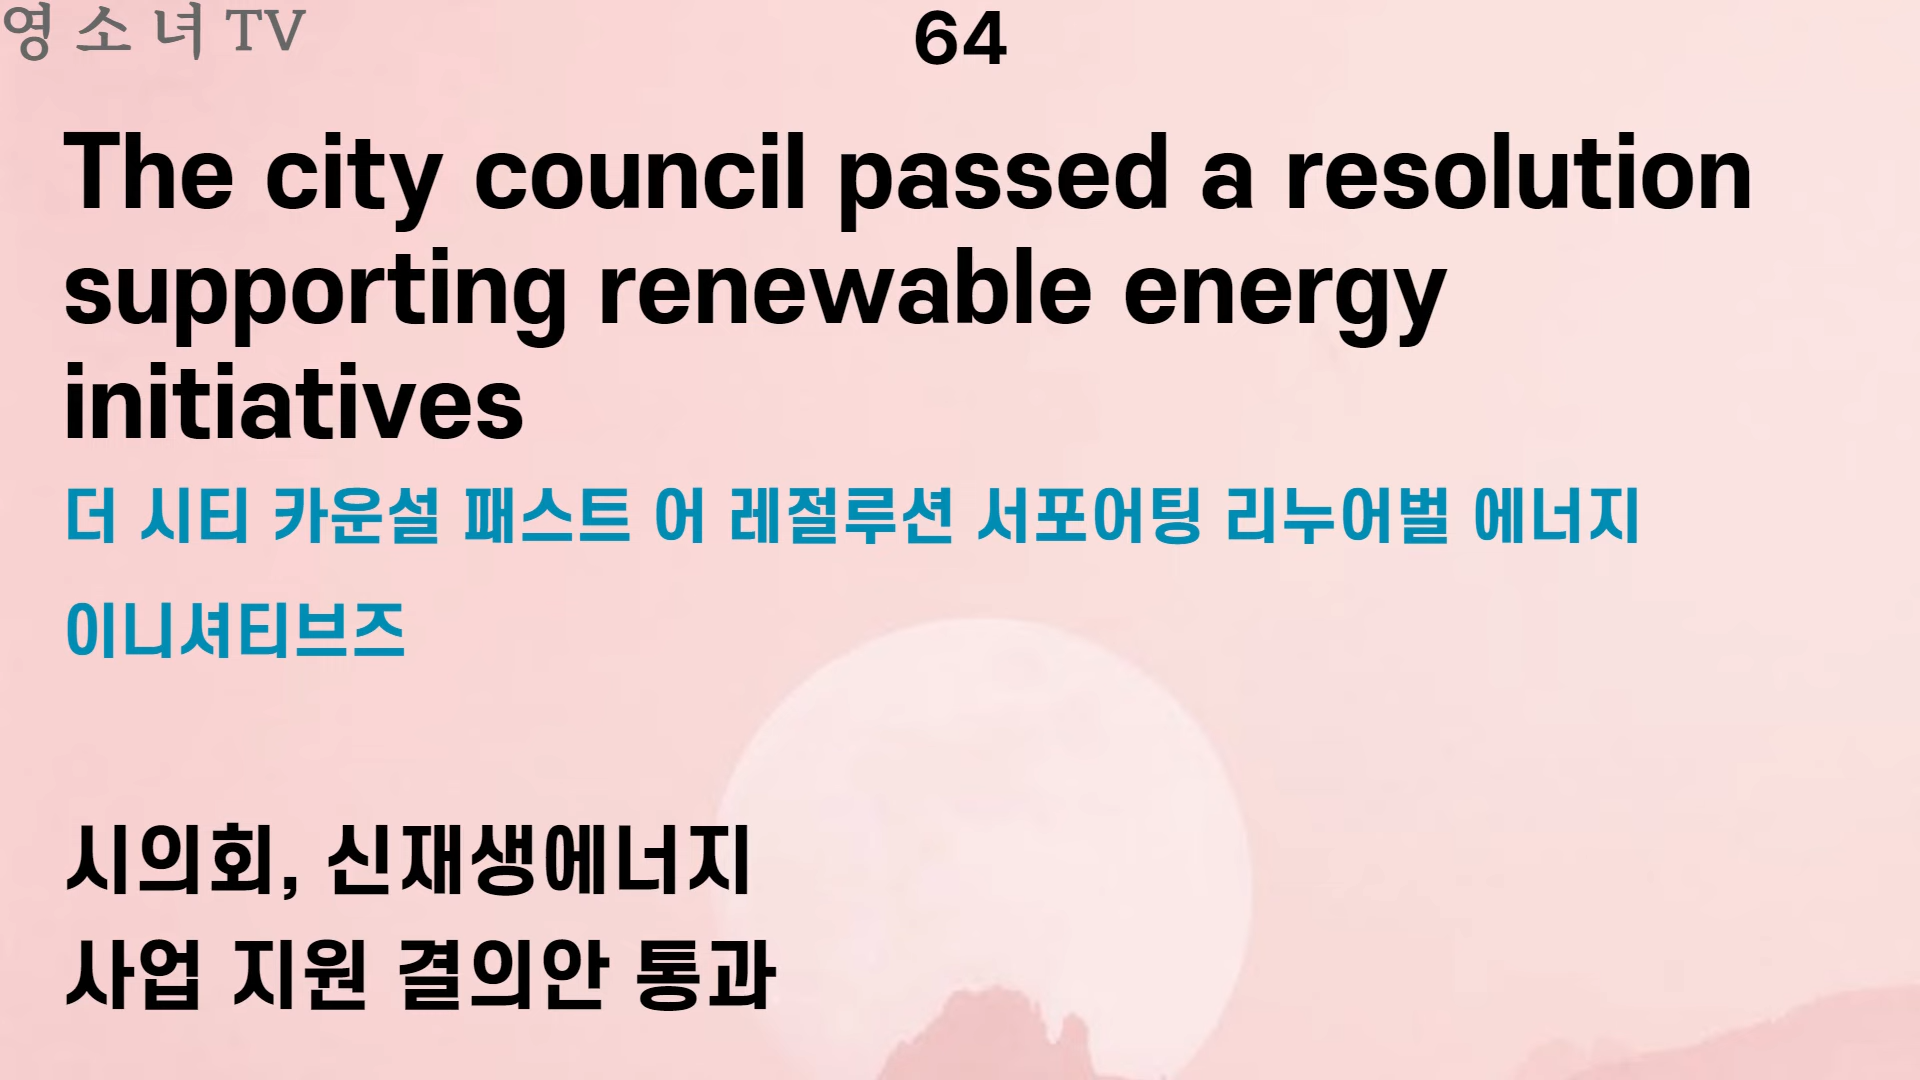 영소녀TV
64
The city council passed a resolution
supporting renewable energy
initiatives
더 시티 카운설 패스트 어 레절루션 서포어팅 리누어벌 에너지
이니셔티브즈
시의회, 신재생에너지
사업 지원 결의안 통과